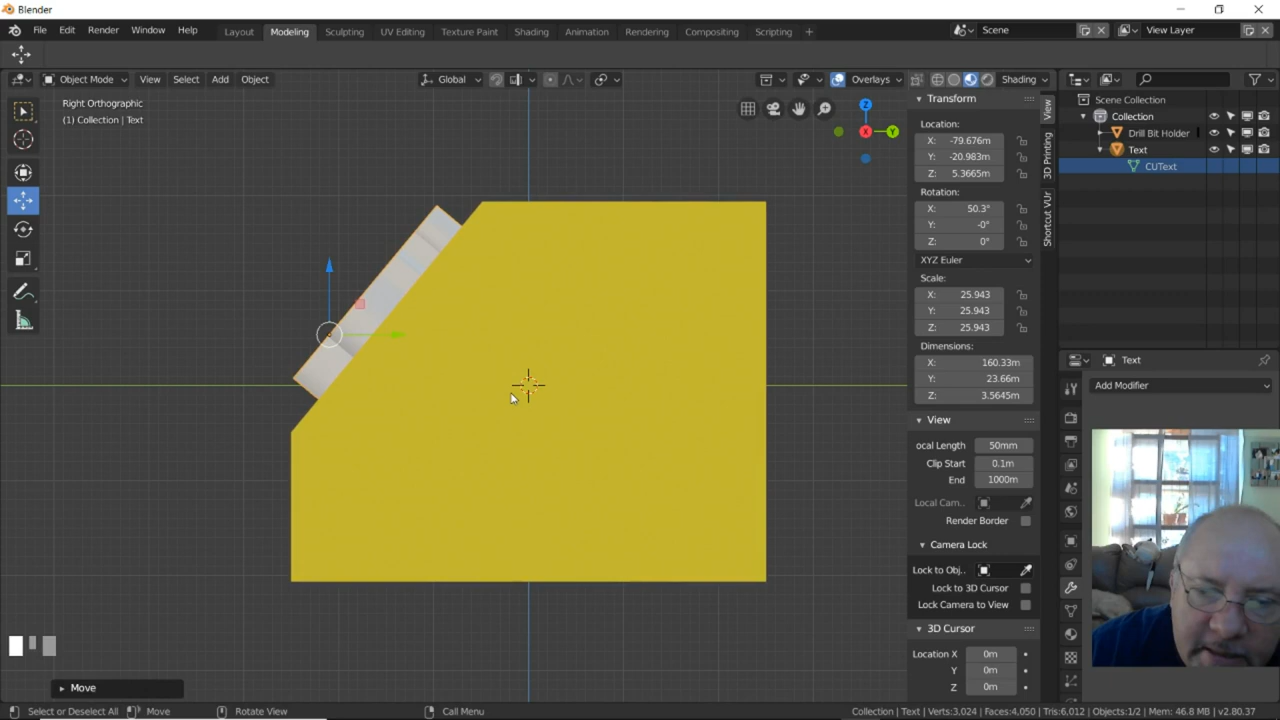 Blender
File Edit Render Window Help Layout Modeling Sculpting UV Editing Texture Paint Shading Animation Rendering Compositing Scripting + Scene View Layer
Object Mode View Select Add Object Global Overlays Shading
Right Orthographic
(1) Collection | Text
Z
Y
X
Transform
Location:
X: -79.676m
Y: -20.983m
Z: 5.3665m
Rotation:
X: 50.3°
Y: -0°
Z: 0°
XYZ Euler
Scale:
X: 25.943
Y: 25.943
Z: 25.943
Dimensions:
X: 160.33m
Y: 23.66m
Z: 3.5645m
View
ocal Length 50mm
Clip Start 0.1m
End 1000m
Local Cam..
Render Border
Camera Lock
Lock to Obj..
Lock to 3D Cursor
Lock Camera to View
3D Cursor
Location X 0m
Y 0m
Z 0m
View
3D Printing
Shortcut VUr
Scene Collection
Collection
Drill Bit Holder
Text
CUText
Text
Add Modifier
Move
Select or Deselect All Move Rotate View Call Menu Collection | Text | Verts:3,024 | Faces:4,050 | Tris:6,012 | Objects:1/2 | Mem: 46.8 MB | v2.80.37